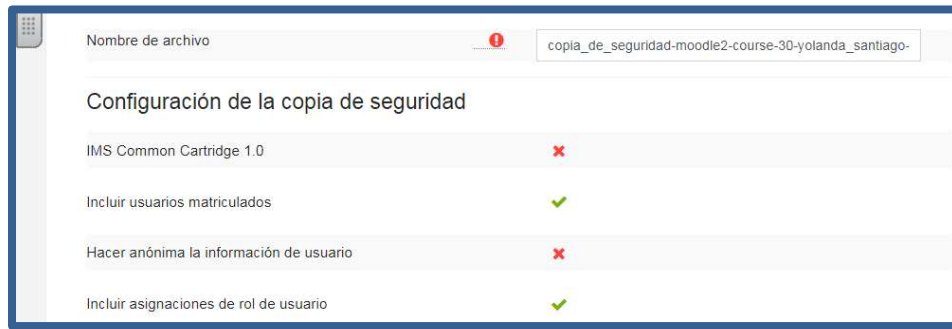 Nombre de archivo copia_de_seguridad-moodle2-course-30-yolanda_santiago-
Configuración de la copia de seguridad
IMS Common Cartridge 1.0
Incluir usuarios matriculados
Hacer anónima la información de usuario
Incluir asignaciones de rol de usuario